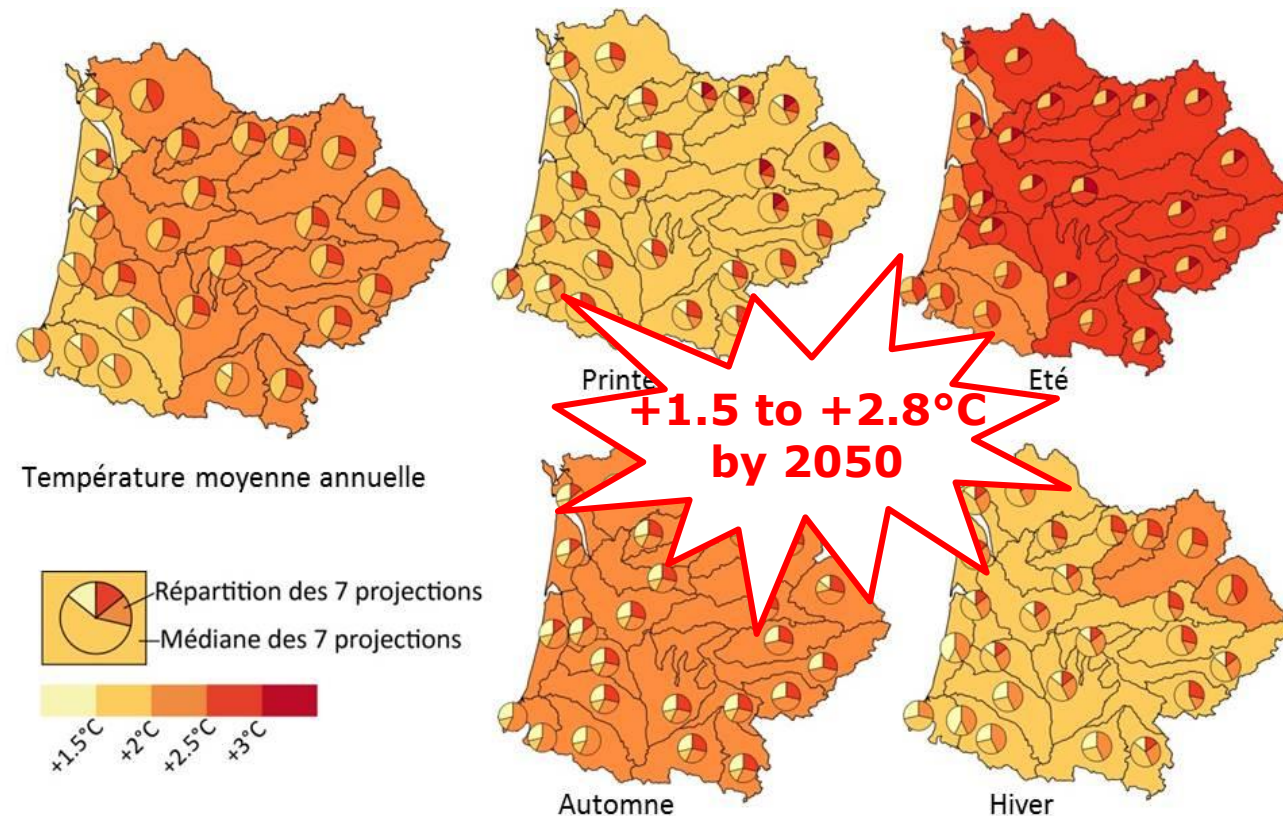 Printe
Eté
+1.5 to +2.8°C
by 2050
Température moyenne annuelle
Répartition des 7 projections
Médiane des 7 projections
+1.5°C
+2°C
+2.5°C
+3°C
Automne
Hiver